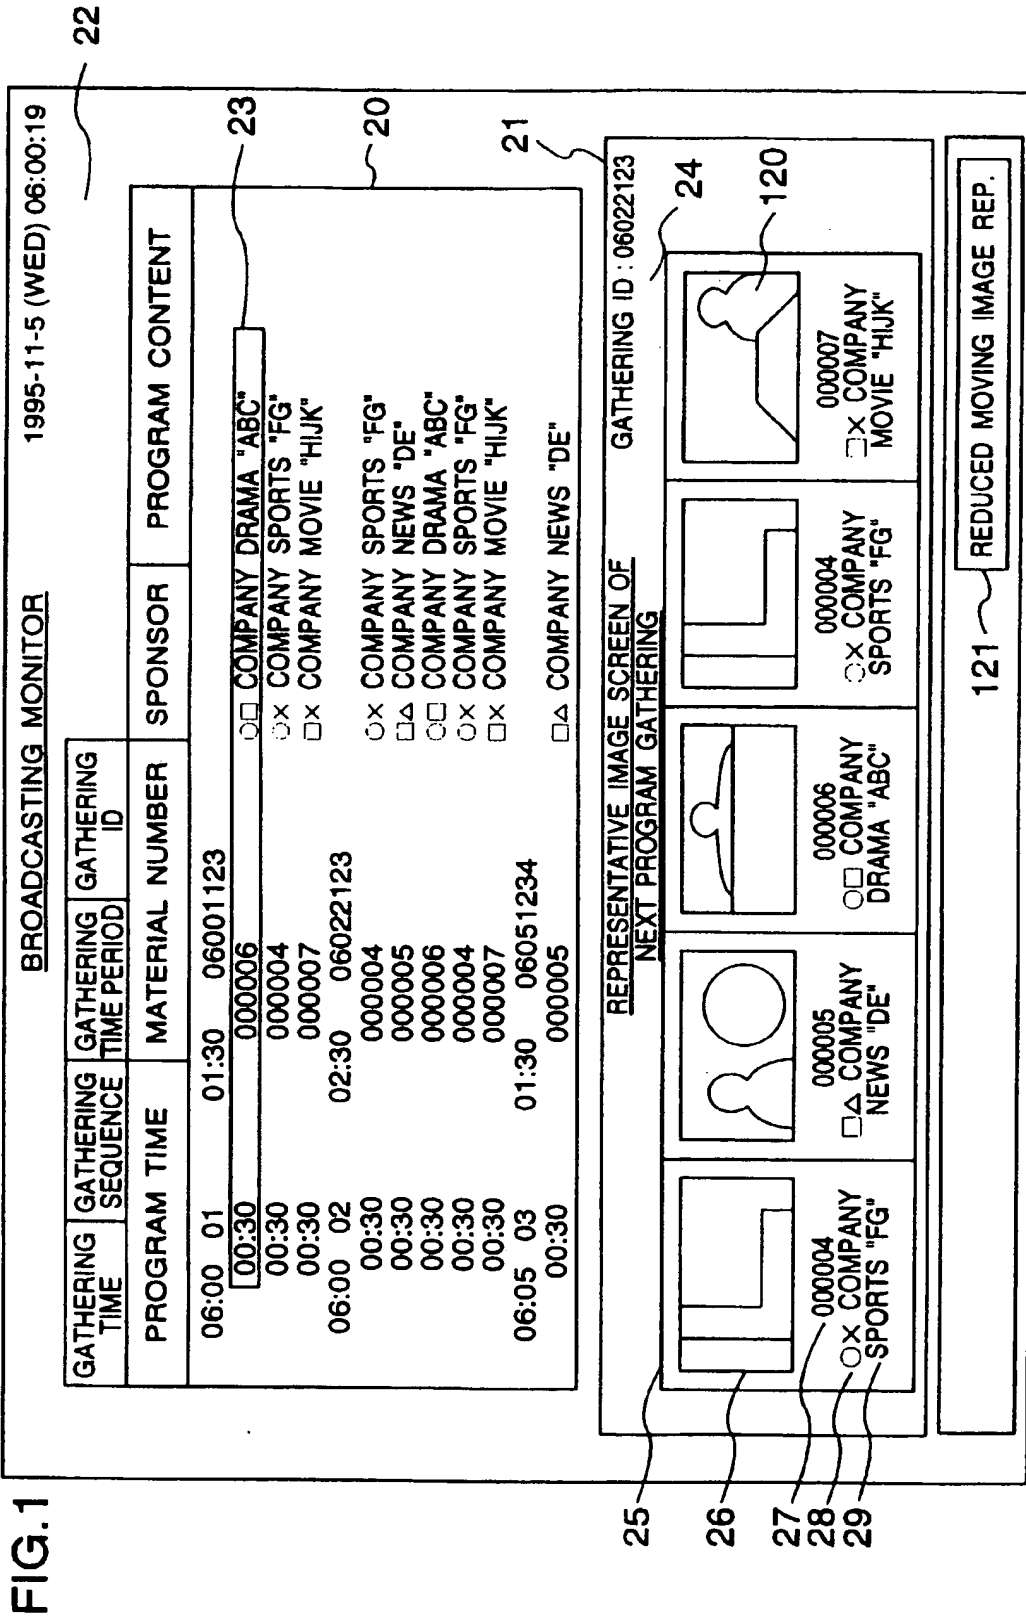 FIG.1
BROADCASTING MONITOR
1995-11-5 (WED) 06:00:19
22
GATHERING TIME
GATHERING SEQUENCE
GATHERING TIME PERIOD
GATHERING ID
PROGRAM TIME
MATERIAL NUMBER
SPONSOR
PROGRAM CONTENT
06:00 01 01:30 06001123
00:30 000006 ○□ COMPANY DRAMA "ABC"
00:30 000004 ○× COMPANY SPORTS "FG"
00:30 000007 □× COMPANY MOVIE "HIJK"
06:00 02 02:30 06022123
00:30 000004 ○× COMPANY SPORTS "FG"
00:30 000005 □△ COMPANY NEWS "DE"
00:30 000006 ○□ COMPANY DRAMA "ABC"
00:30 000004 ○× COMPANY SPORTS "FG"
00:30 000007 □× COMPANY MOVIE "HIJK"
06:05 03 01:30 06051234
00:30 000005 □△ COMPANY NEWS "DE"
23
20
21
REPRESENTATIVE IMAGE SCREEN OF
NEXT PROGRAM GATHERING
GATHERING ID : 06022123
24
120
25
26
27
28
29
000004
○× COMPANY
SPORTS "FG"
000005
□△ COMPANY
NEWS "DE"
000006
○□ COMPANY
DRAMA "ABC"
000004
○× COMPANY
SPORTS "FG"
000007
□× COMPANY
MOVIE "HIJK"
121
REDUCED MOVING IMAGE REP.